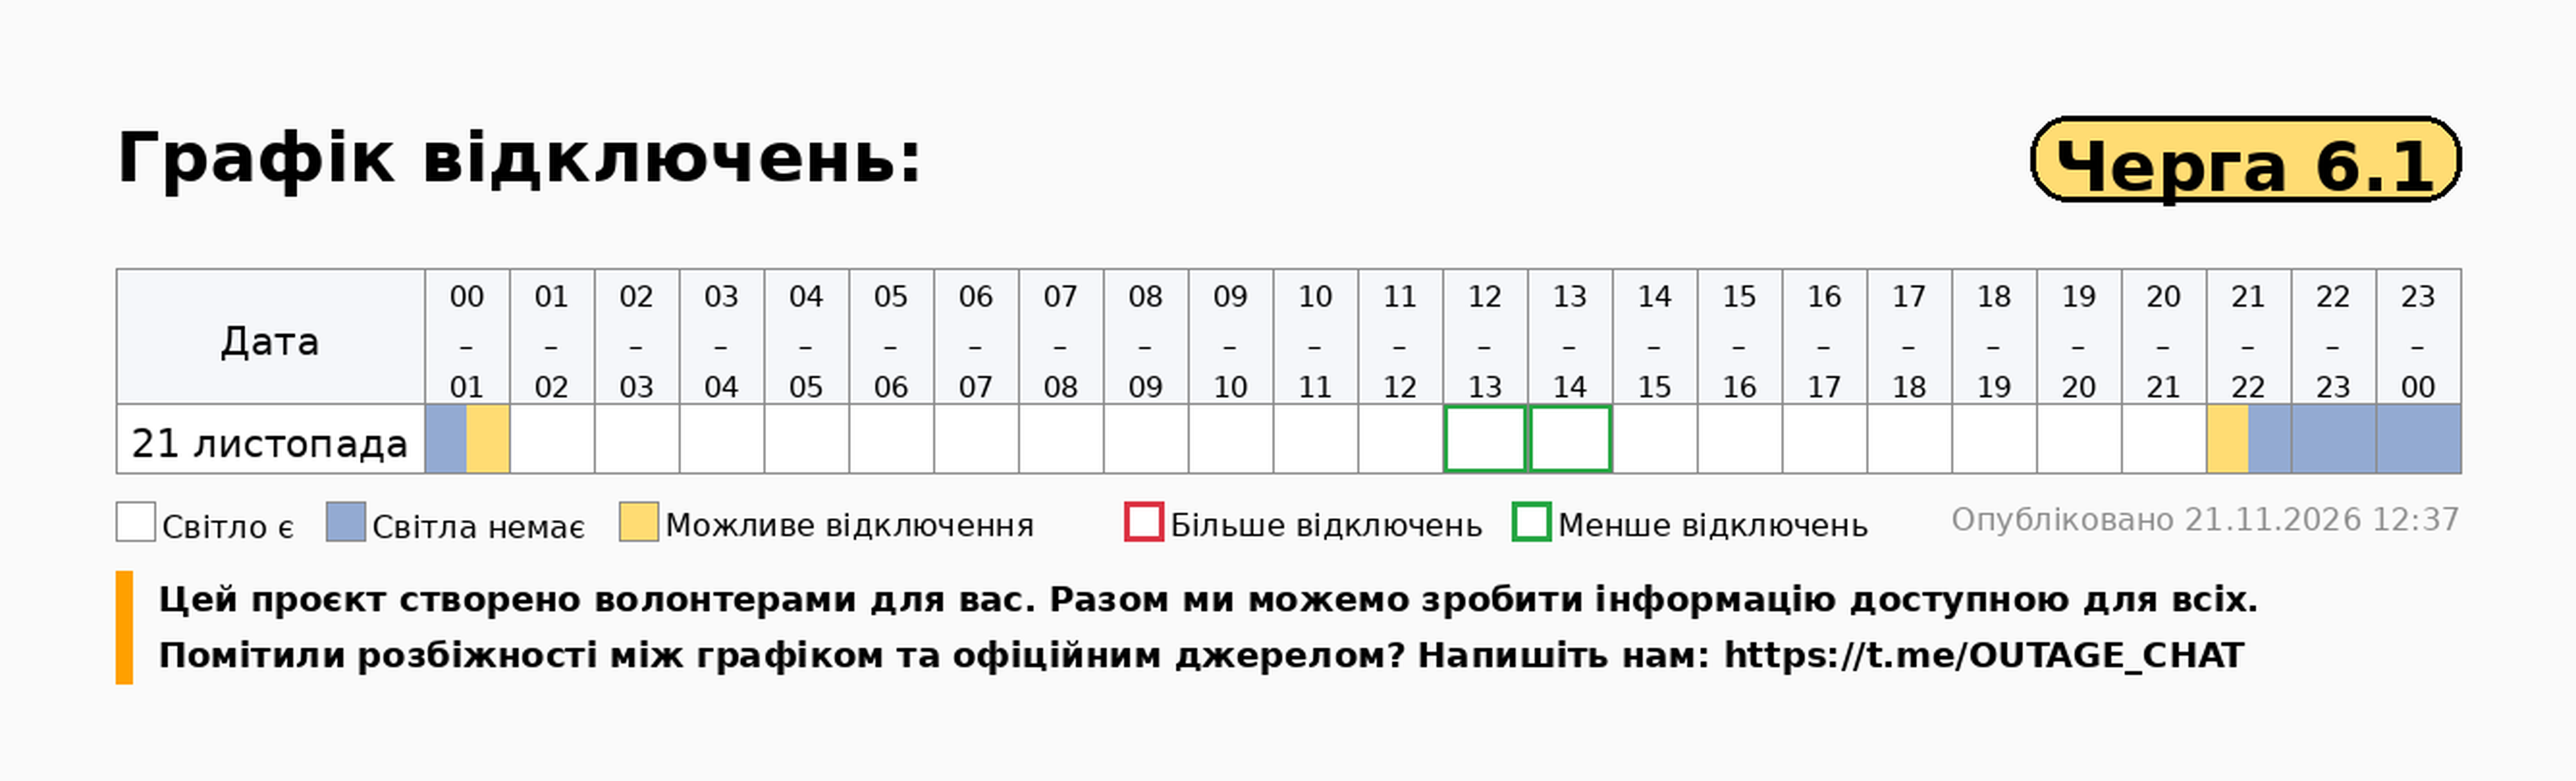 Графік відключень:
Черга 6.1
Дата
00 – 01
01 – 02
02 – 03
03 – 04
04 – 05
05 – 06
06 – 07
07 – 08
08 – 09
09 – 10
10 – 11
11 – 12
12 – 13
13 – 14
14 – 15
15 – 16
16 – 17
17 – 18
18 – 19
19 – 20
20 – 21
21 – 22
22 – 23
23 – 00
21 листопада
Світло є
Світла немає
Можливе відключення
Більше відключень
Менше відключень
Опубліковано 21.11.2026 12:37
Цей проєкт створено волонтерами для вас. Разом ми можемо зробити інформацію доступною для всіх.
Помітили розбіжності між графіком та офіційним джерелом? Напишіть нам: https://t.me/OUTAGE_CHAT